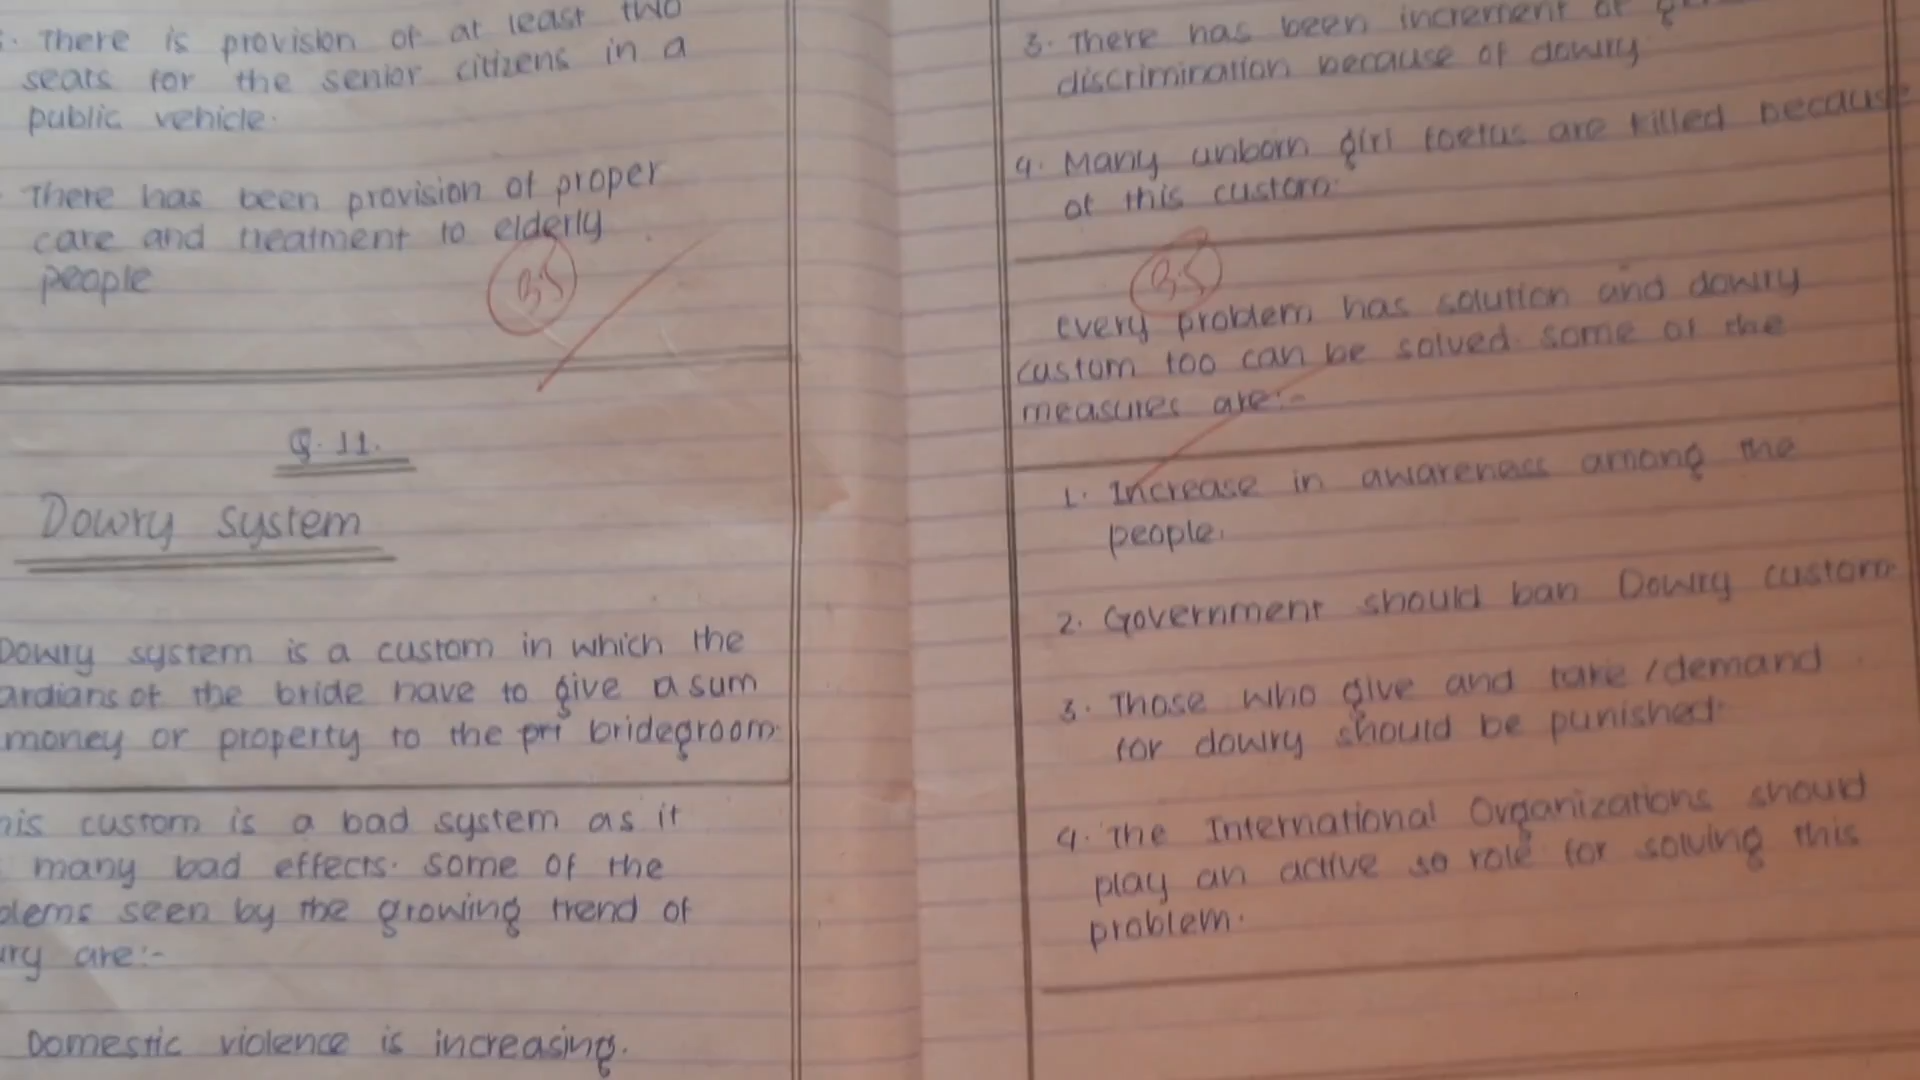 There is provision of at least two
seats for the senior citizens in a
public vehicle.
There has been provision of proper
care and treatment to elderly
people
3.5
Q. 11.
Dowry system
Dowry system is a custom in which the
ardians of the bride have to give a sum
money or property to the pri bridegroom.
his custom is a bad system as it
many bad effects. some of the
blems seen by the growing trend of
wry are:-
Domestic violence is increasing.
3. There has been increment of
discrimination because of dowry
4. Many unborn girl foetus are killed because
of this custom.
3.5
every problem has solution and dowry
custom too can be solved. some of the
measures are:-
1. Increase in awareness among the
people.
2. Government should ban Dowry custom.
3. Those who give and take/demand
for dowry should be punished.
4. The International Organizations should
play an active so role for solving this
problem.